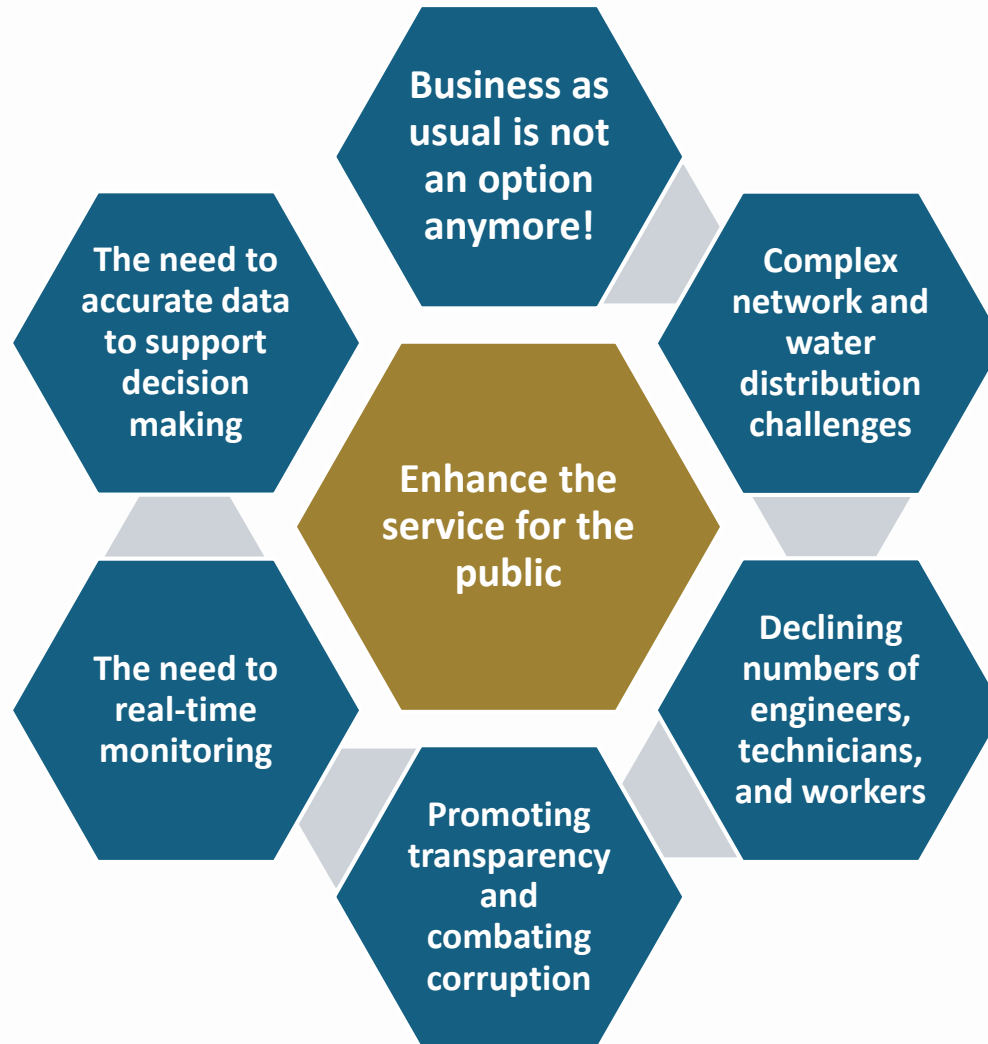 Business as
usual is not
an option
anymore!
Complex
network and
water
distribution
challenges
Declining
numbers of
engineers,
technicians,
and workers
Promoting
transparency
and
combating
corruption
The need to
real-time
monitoring
The need to
accurate data
to support
decision
making
Enhance the
service for the
public